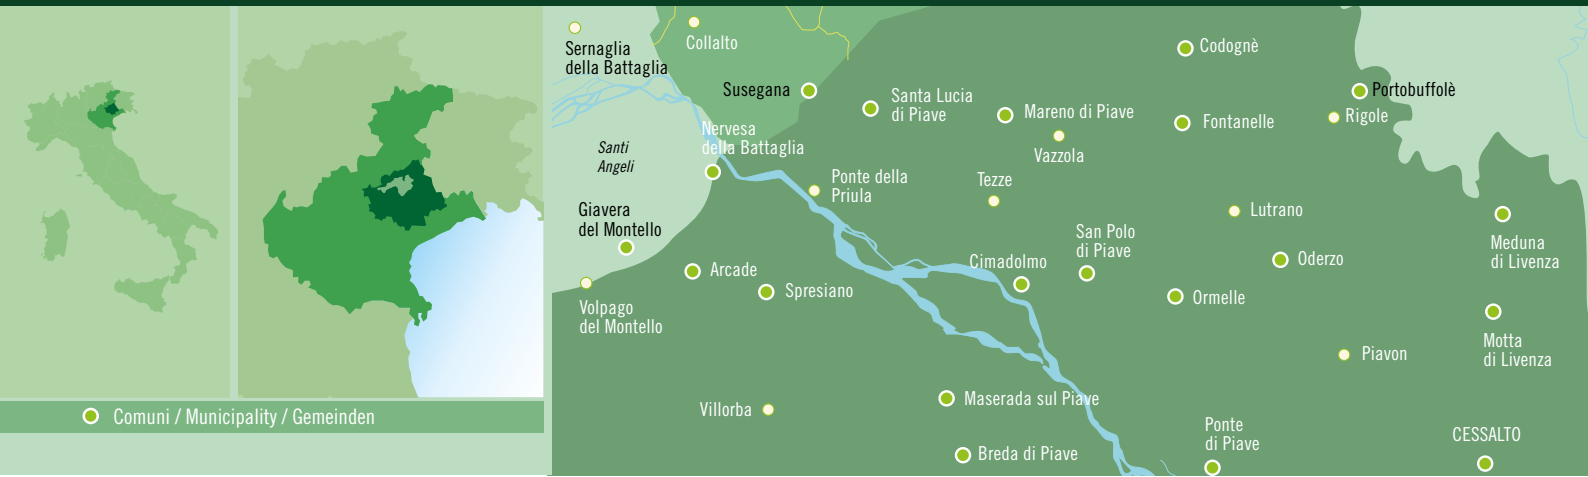 Comuni / Municipality / Gemeinden
Sernaglia
della Battaglia
Collalto
Susegana
Santa Lucia
di Piave
Mareno di Piave
Vazzola
Codognè
Fontanelle
Portobuffolè
Rigole
Nervesa
della Battaglia
Santi
Angeli
Ponte della
Priula
Tezze
Giavera
del Montello
Lutrano
San Polo
di Piave
Meduna
di Livenza
Oderzo
Cimadolmo
Arcade
Spresiano
Ormelle
Volpago
del Montello
Motta
di Livenza
Piavon
Villorba
Maserada sul Piave
Ponte
di Piave
CESSALTO
Breda di Piave